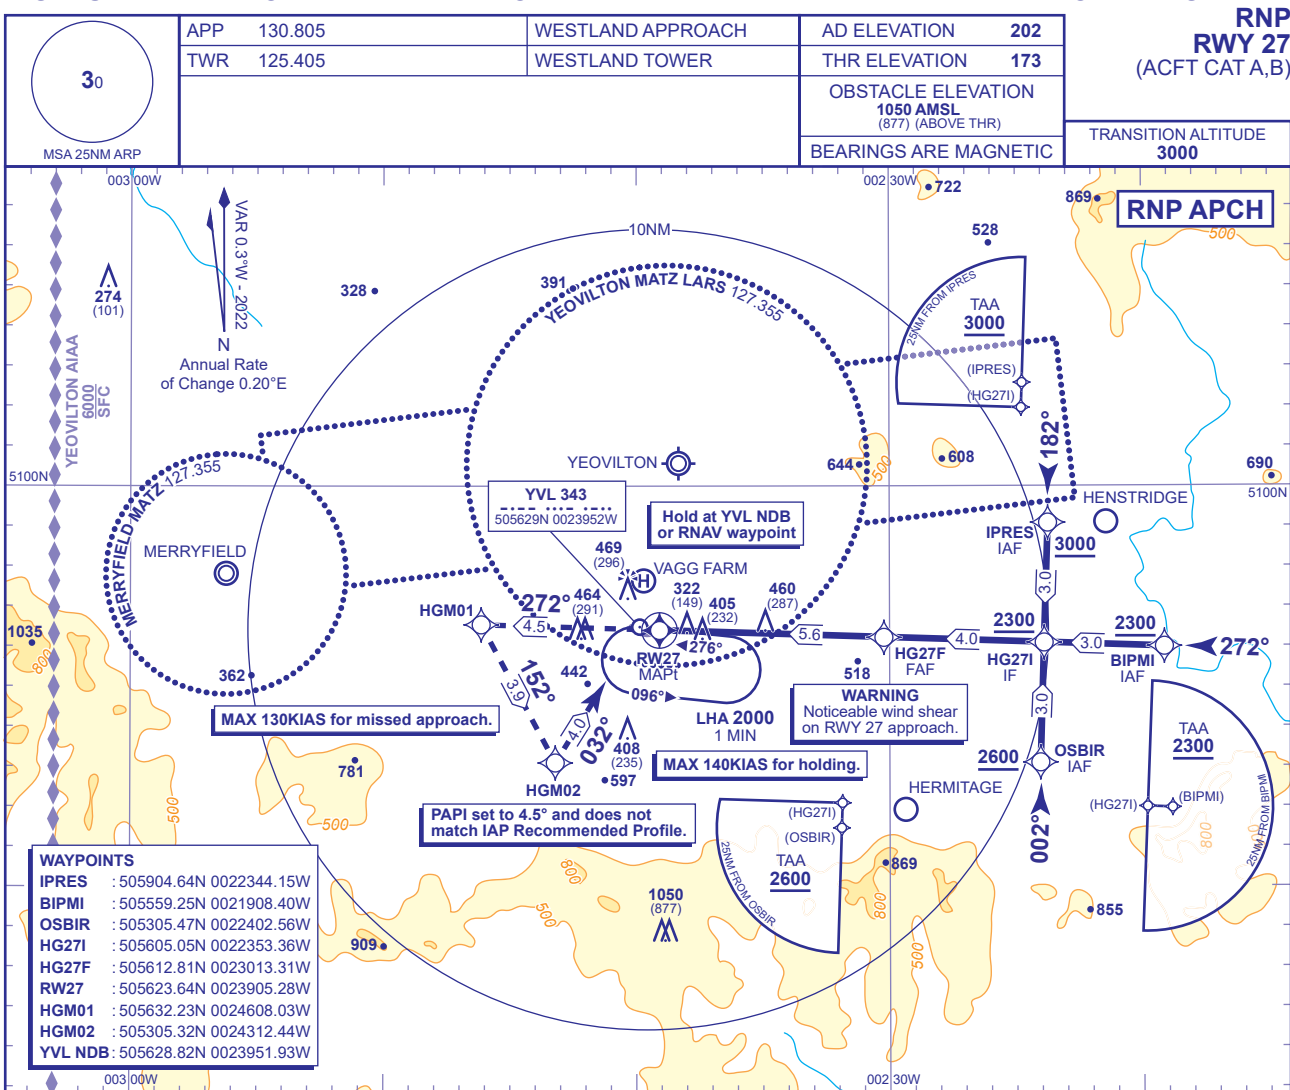 RNP
RWY 27
(ACFT CAT A,B)
30
MSA 25NM ARP
APP 130.805 WESTLAND APPROACH
TWR 125.405 WESTLAND TOWER
AD ELEVATION 202
THR ELEVATION 173
OBSTACLE ELEVATION
1050 AMSL
(877) (ABOVE THR)
BEARINGS ARE MAGNETIC
TRANSITION ALTITUDE
3000
003 00W
002 30W
722
869
RNP APCH
500
528
10NM
VAR 0.3°W - 2022
N
Annual Rate
of Change 0.20°E
274
(101)
328
391
YEOVILTON MATZ LARS 127.355
25NM FROM IPRES
TAA
3000
(IPRES)
(HG27I)
YEOVILTON AIAA
6000
SFC
182°
MERRYFIELD MATZ 127.355
YEOVILTON
644
500
608
690
5100N
5100N
YVL 343
505629N 0023952W
Hold at YVL NDB
or RNAV waypoint
HENSTRIDGE
IPRES
IAF
3000
MERRYFIELD
469
(296)
H
VAGG FARM
3.0
HGM01
272°
4.5
464
(291)
322
(149)
405
(232)
460
(287)
5.6
4.0
2300
3.0
2300
272°
1035
800
276°
RW27
MAPt
HG27F
FAF
HG27I
IF
BIPMI
IAF
518
362
152°
3.9
442
096°
3.0
WARNING
Noticeable wind shear
on RWY 27 approach.
MAX 130KIAS for missed approach.
4.0
032°
LHA 2000
1 MIN
TAA
2300
408
(235)
MAX 140KIAS for holding.
2600
OSBIR
IAF
781
HGM02
597
HERMITAGE
(HG27I)
(BIPMI)
25NM FROM BIPMI
500
500
PAPI set to 4.5° and does not
match IAP Recommended Profile.
(HG27I)
(OSBIR)
TAA
2600
25NM FROM OSBIR
002°
800
869
800
800
1050
(877)
500
855
909
500
WAYPOINTS
IPRES : 505904.64N 0022344.15W
BIPMI : 505559.25N 0021908.40W
OSBIR : 505305.47N 0022402.56W
HG27I : 505605.05N 0022353.36W
HG27F : 505612.81N 0023013.31W
RW27 : 505623.64N 0023905.28W
HGM01 : 505632.23N 0024608.03W
HGM02 : 505305.32N 0024312.44W
YVL NDB : 505628.82N 0023951.93W
003 00W
002 30W